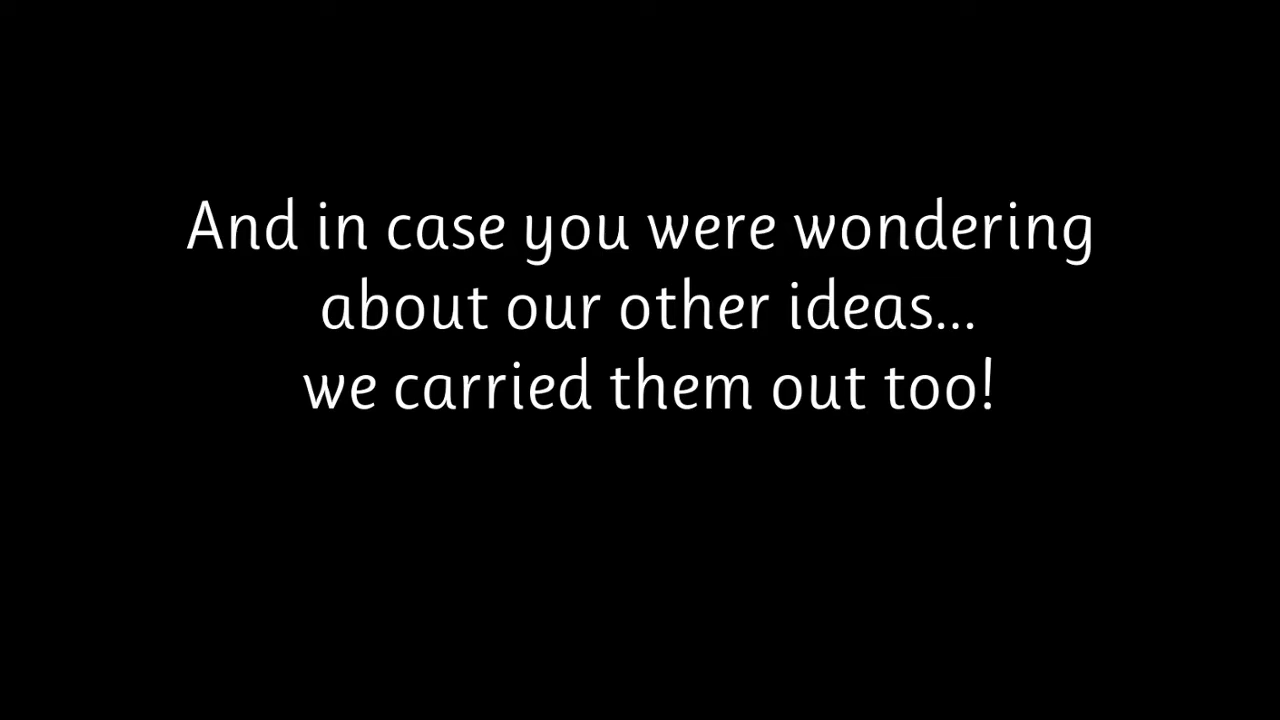 And in case you were wondering
about our other ideas...
we carried them out too!